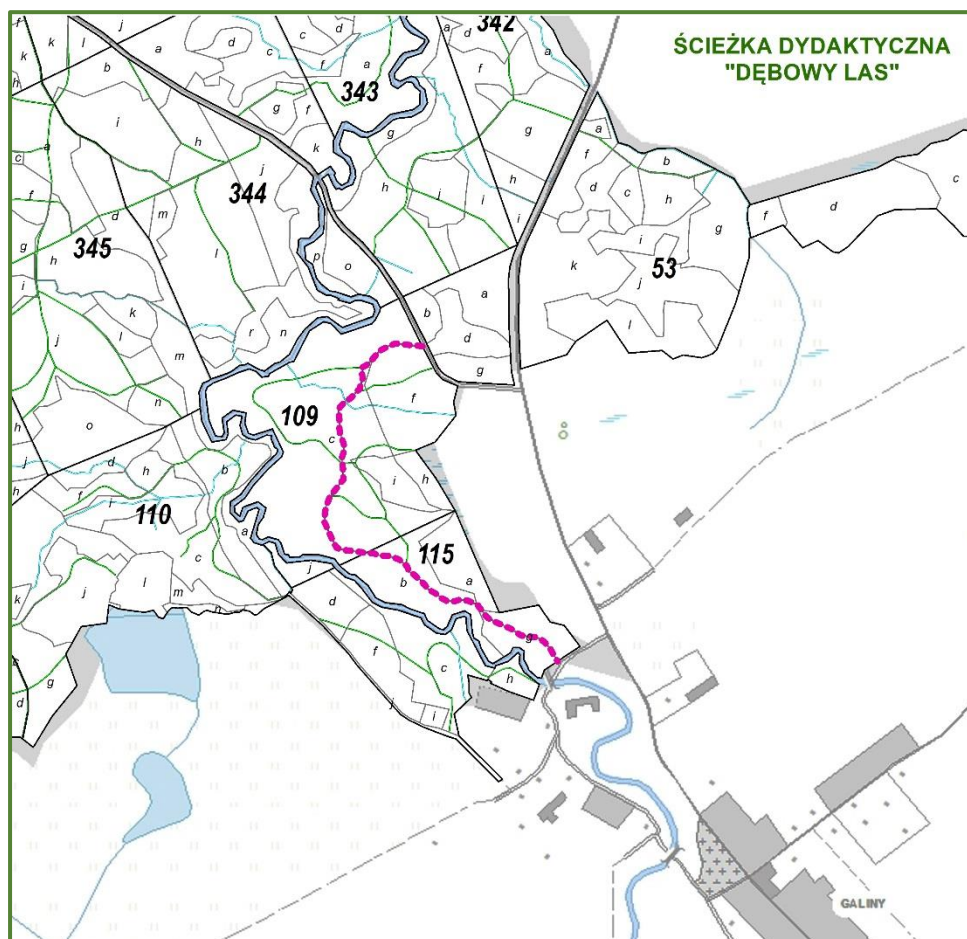 ŚCIEŻKA DYDAKTYCZNA
"DĘBOWY LAS"
342
343
344
345
53
109
110
115
GALINY
f
k
l
j
a
d
c
c
f
a
a
d
f
a
k
h
b
g
f
k
g
g
a
b
i
h
j
h
j
i
h
i
f
d
c
h
g
f
d
c
c
a
f
d
m
l
p
o
i
k
j
l
g
h
i
k
l
j
m
r
n
a
b
d
g
f
c
i
h
n
o
h
j
h
d
h
b
f
i
a
c
j
l
m
n
k
g
d
j
b
a
d
f
c
g
h
j
i